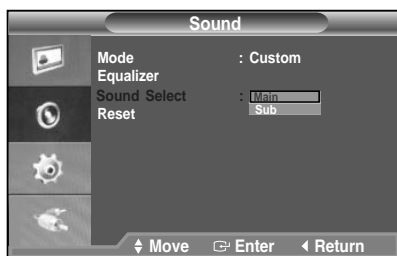 Sound
Mode : Custom
Equalizer
Sound Select : Main
Sub
Reset
Move Enter Return